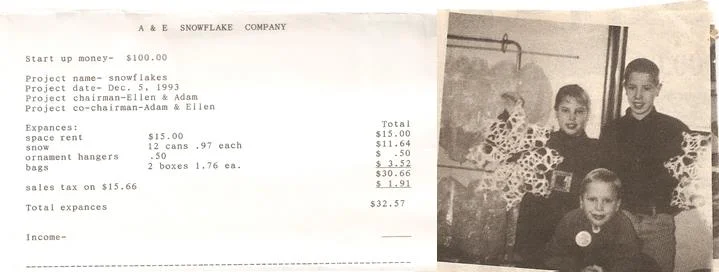 A & E SNOWFLAKE COMPANY
Start up money- $100.00
Project name- snowflakes
Project date- Dec. 5, 1993
Project chairman-Ellen & Adam
Project co-chairman-Adam & Ellen
Expances: Total
space rent $15.00 $15.00
snow 12 cans .97 each $11.64
ornament hangers .50 $ .50
bags 2 boxes 1.76 ea. $ 3.52
$30.66
sales tax on $15.66 $ 1.91
Total expances $32.57
Income-